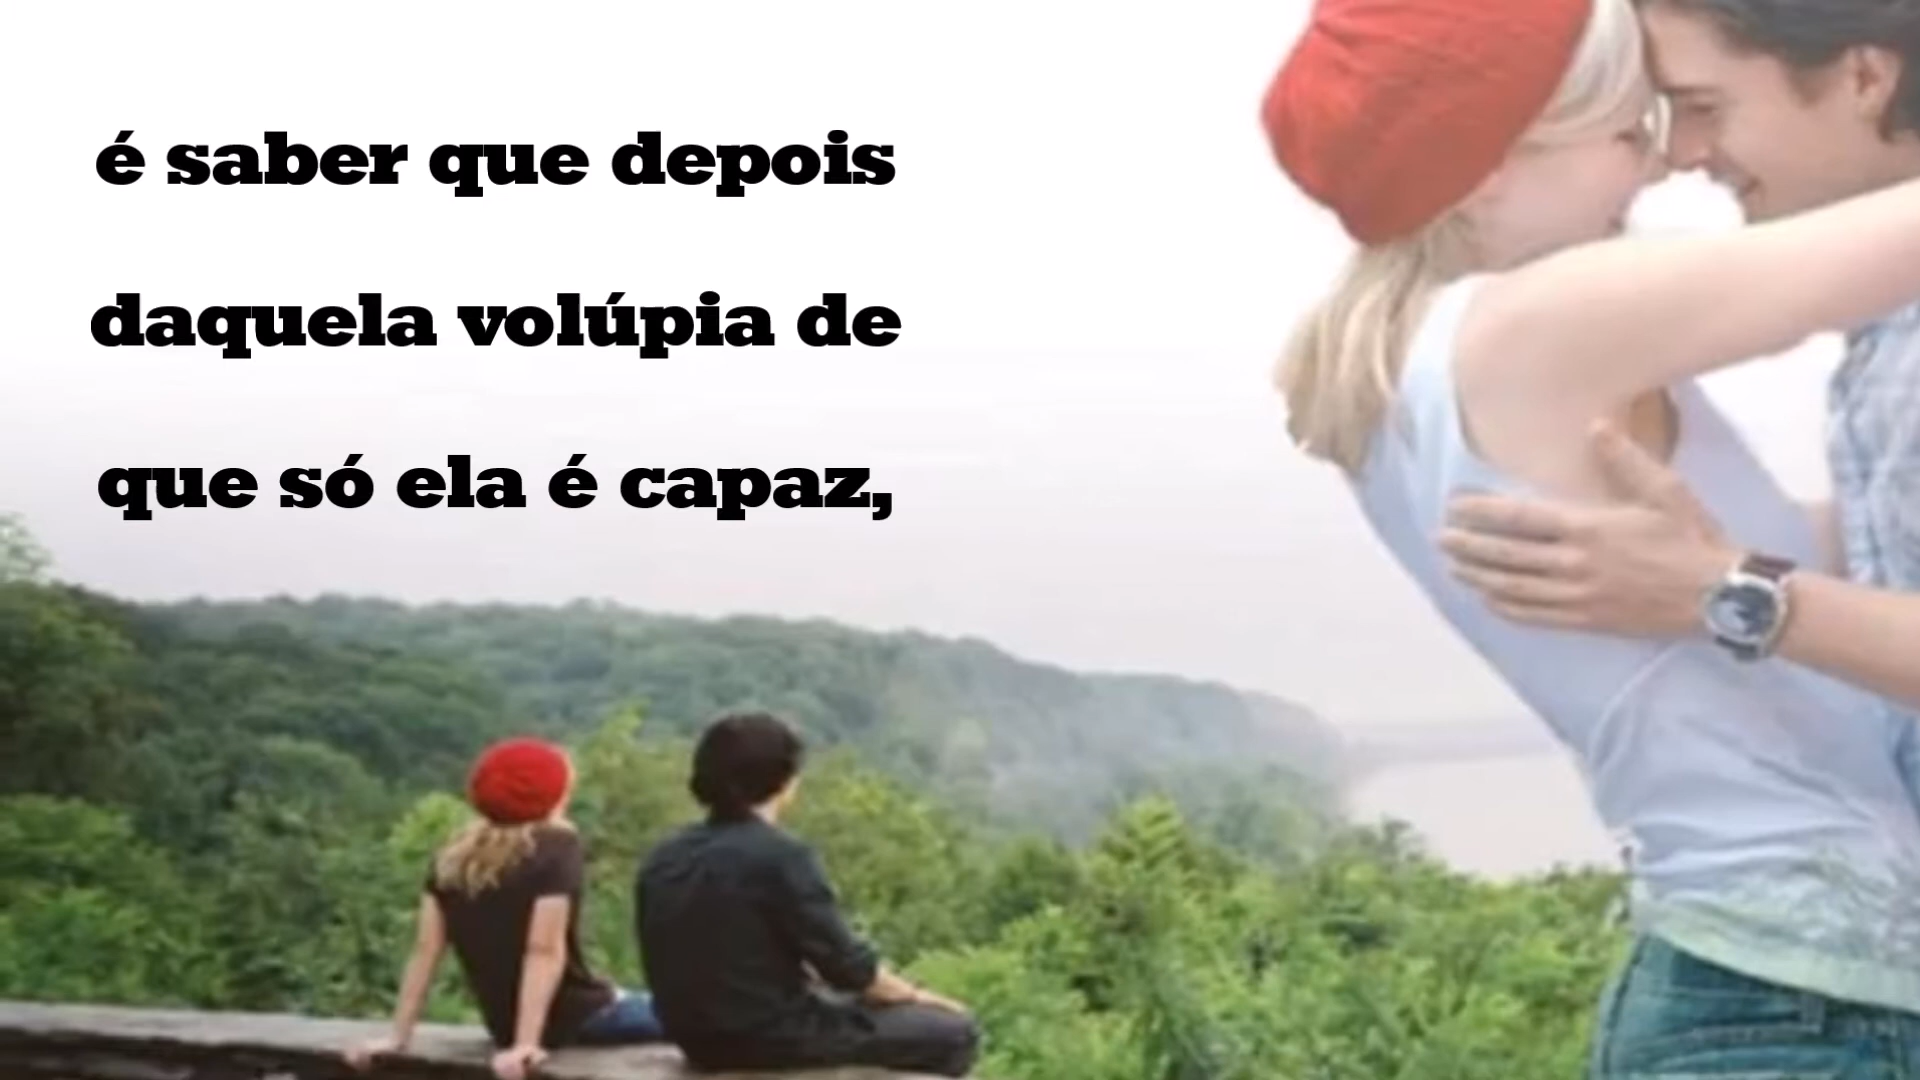 é saber que depois
daquela volúpia de
que só ela é capaz,